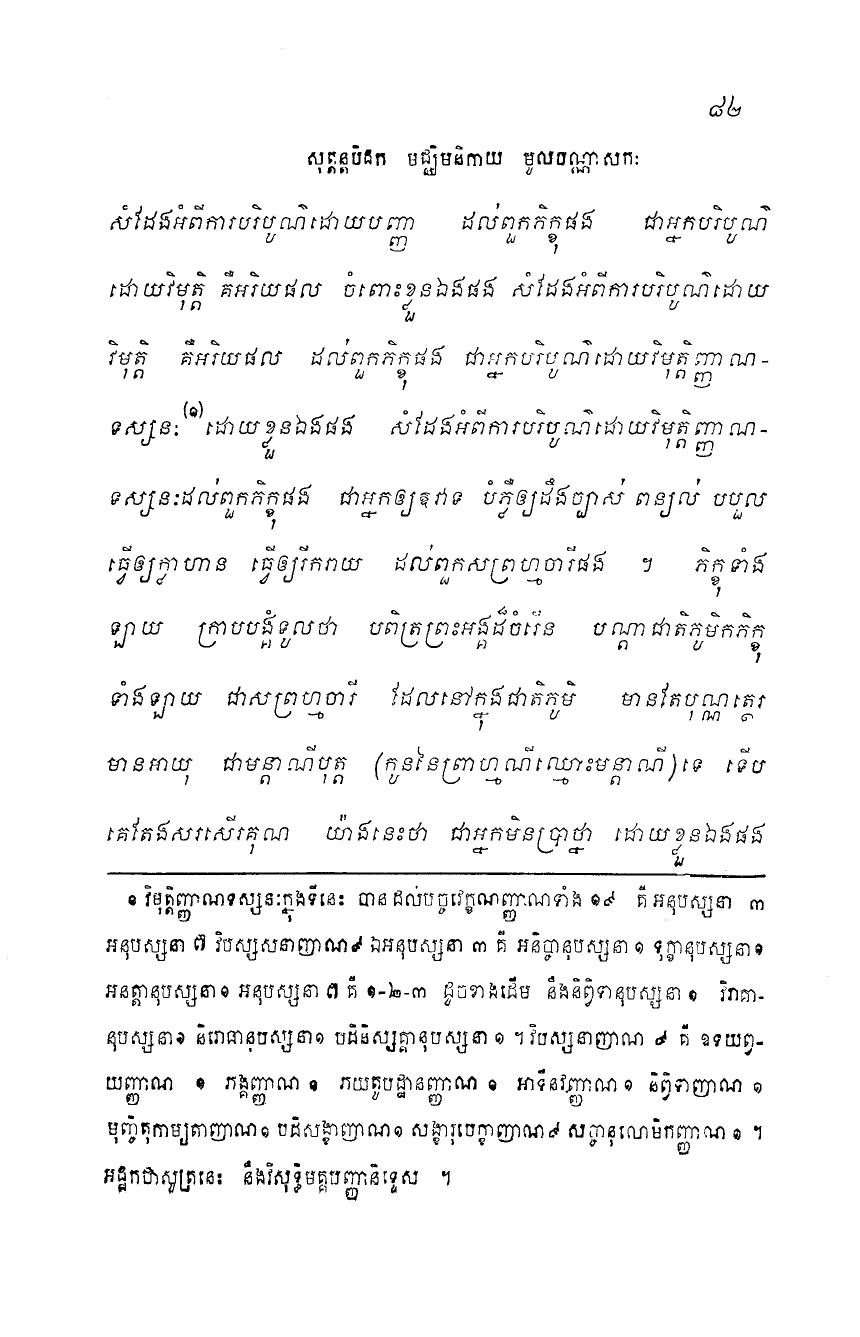 ៨២
សុត្តន្តបិដក មជ្ឈិមនិកាយ មូលបណ្ណាសកៈ
សំដែងអំពីការបរិបូណ៌ដោយបញ្ញា ដល់ពួកភិក្ខុផង ជាអ្នកបរិបូណ៌
ដោយវិមុត្តិ គឺអរិយផល ចំពោះខ្លួនឯងផង សំដែងអំពីការបរិបូណ៌ដោយ
វិមុត្តិ គឺអរិយផល ដល់ពួកភិក្ខុផង ជាអ្នកបរិបូណ៌ដោយវិមុត្តិញ្ញាណ-
ទស្សនៈ(១)ដោយខ្លួនឯងផង សំដែងអំពីការបរិបូណ៌ដោយវិមុត្តិញ្ញាណ-
ទស្សនៈដល់ពួកភិក្ខុផង ជាអ្នកឲ្យឱវាទ បំភ្លឺឲ្យដឹងច្បាស់ ពន្យល់ បបួល
ធ្វើឲ្យក្លាហាន ធ្វើឲ្យរីករាយ ដល់ពួកសព្រហ្មចារីផង ។ ភិក្ខុទាំង
ឡាយ ក្រាបបង្គំទូលថា បពិត្រព្រះអង្គដ៏ចំរើន បណ្តាជាតិភូមិកភិក្ខុ
ទាំងឡាយ ជាសព្រហ្មចារី ដែលនៅក្នុងជាតិភូមិ មានតែបុណ្ណត្ថេរ
មានអាយុ ជាមន្តាណីបុត្ត (កូននៃព្រាហ្មណីឈ្មោះមន្តាណី)ទេ ទើប
គេតែងសរសើរគុណ យ៉ាងនេះថា ជាអ្នកមិនប្រាថ្នា ដោយខ្លួនឯងផង
១ វិមុត្តិញ្ញាណទស្សនៈក្នុងទីនេះ បានដល់បច្ចវេក្ខណញ្ញាណទាំង ១៩ គឺ អនុបស្សនា ៣
អនុបស្សនា ៧ វិបស្សសនាញាណ៩ ឯអនុបស្សនា ៣ គឺ អនិច្ចានុបស្សនា ១ ទុក្ខានុបស្សនា១
អនត្តានុបស្សនា១ អនុបស្សនា ៧ គឺ ១-២-៣ ដូចខាងដើម នឹងនិព្វិទានុបស្សនា ១ វិរាគា-
នុបស្សនា១ និរោធានុបស្សនា១ បដិនិស្សគ្គានុបស្សនា ១ ។ វិបស្សនាញាណ ៩ គឺ ឧទយព្វ-
យញ្ញាណ ១ ភង្គញ្ញាណ ១ ភយតូបដ្ឋានញ្ញាណ ១ អាទីនវញ្ញាណ ១ និព្វិទាញាណ ១
មុញ្ចិតុកាម្យតាញាណ១ បដិសង្ខាញាណ១ សង្ខារុបេក្ខាញាណ៩ សច្ចានុលោមិកញ្ញាណ ១ ។
អដ្ឋកថាសូត្រនេះ នឹងវិសុទ្ធិមគ្គបញ្ញានិទ្ទេស ។